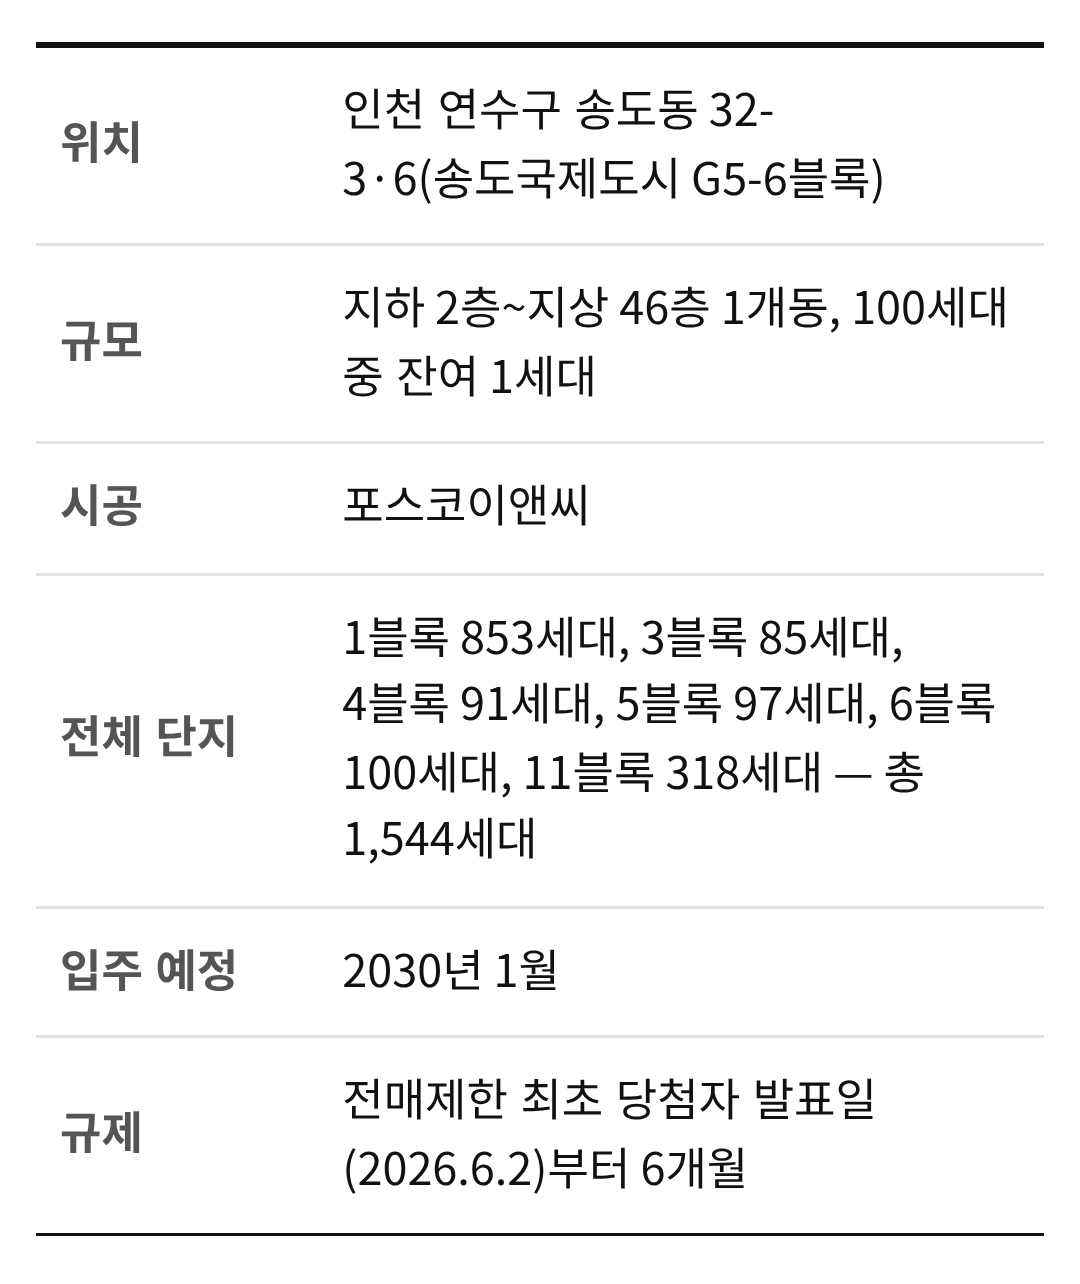 위치
인천 연수구 송도동 32-
3·6(송도국제도시 G5-6블록)
규모
지하 2층~지상 46층 1개동, 100세대
중 잔여 1세대
시공
포스코이앤씨
전체 단지
1블록 853세대, 3블록 85세대,
4블록 91세대, 5블록 97세대, 6블록
100세대, 11블록 318세대 — 총
1,544세대
입주 예정
2030년 1월
규제
전매제한 최초 당첨자 발표일
(2026.6.2)부터 6개월